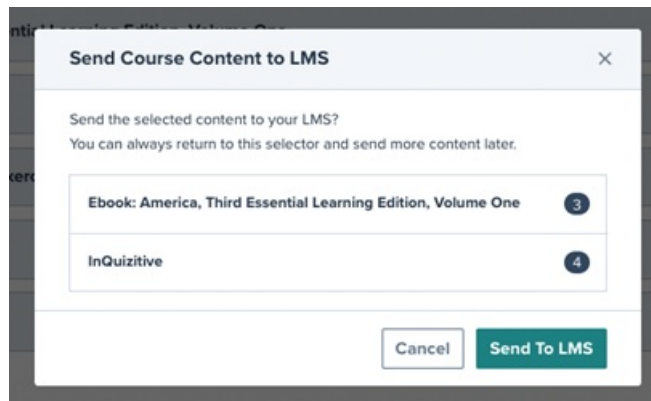 Send Course Content to LMS
Send the selected content to your LMS?
You can always return to this selector and send more content later.
Ebook: America, Third Essential Learning Edition, Volume One 3
InQuizitive 4
Cancel Send To LMS